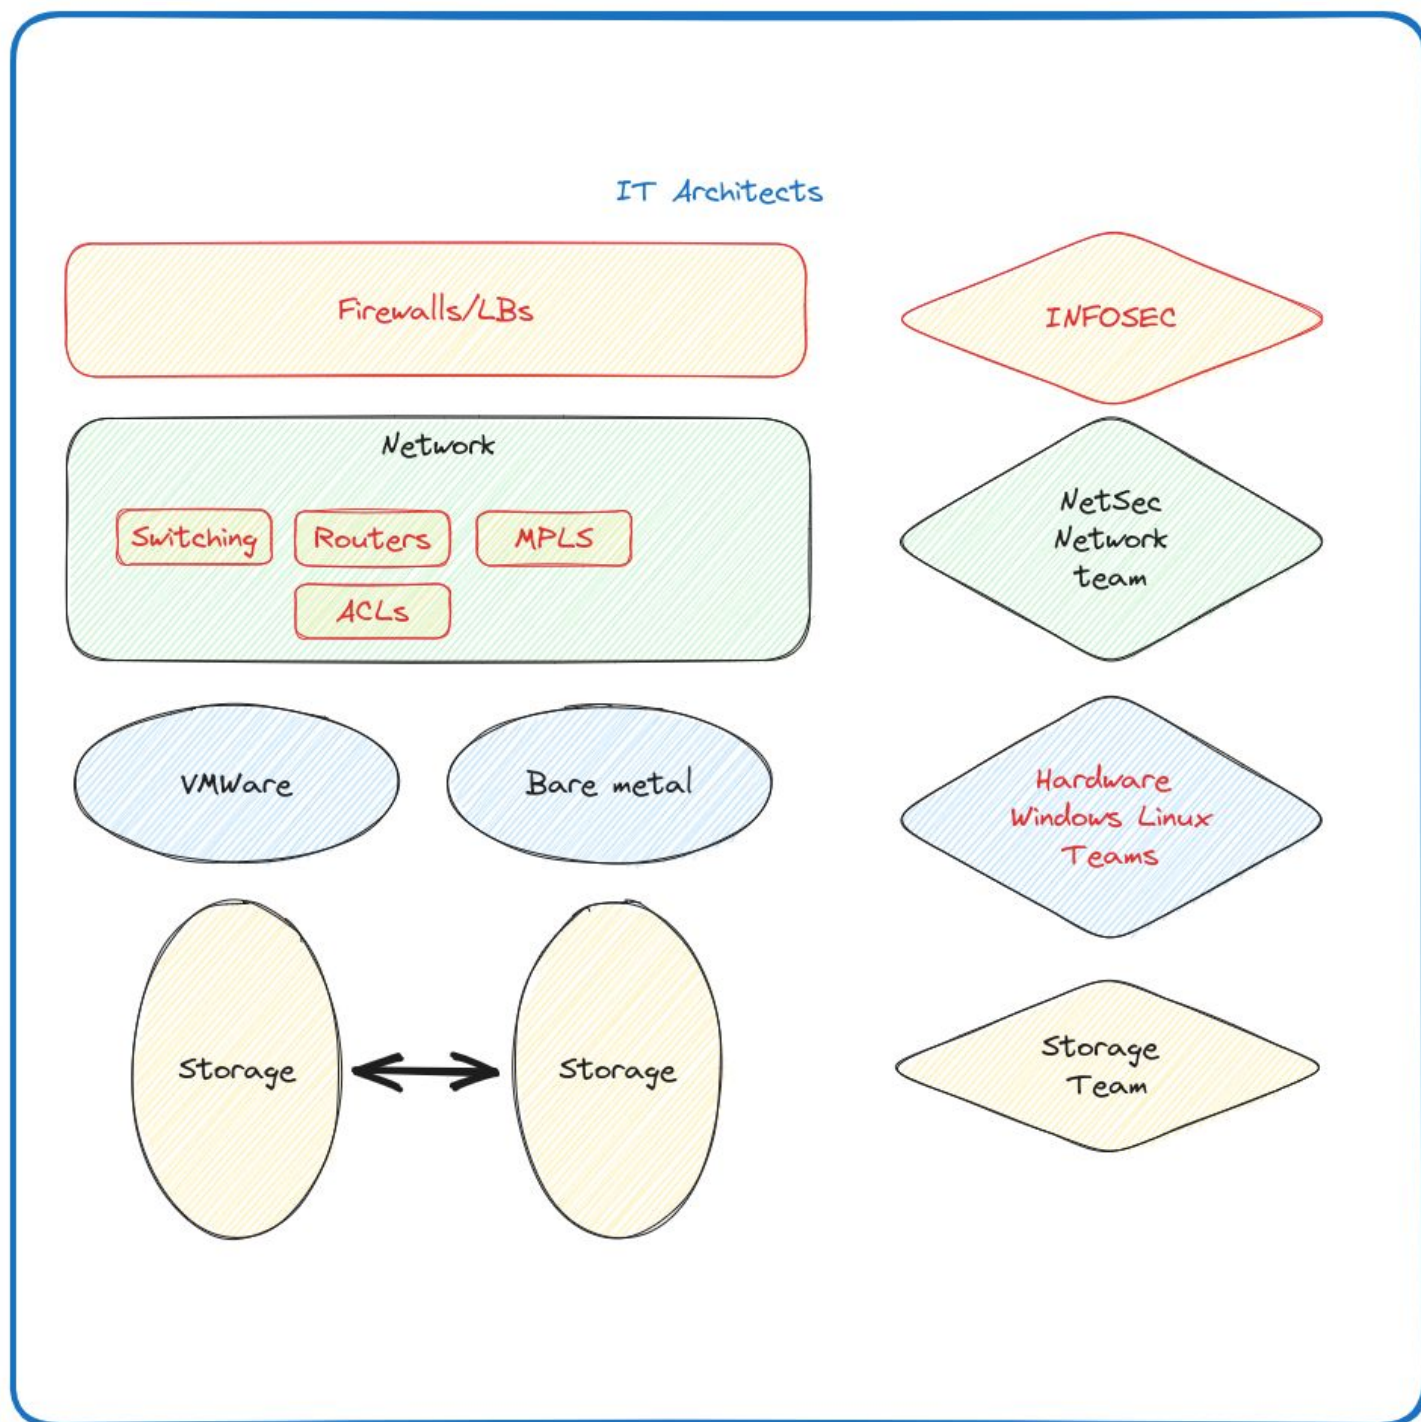 IT Architects
Firewalls/LBs
INFOSEC
Network
Switching
Routers
MPLS
ACLs
NetSec
Network
team
VMWare
Bare metal
Hardware
Windows Linux
Teams
Storage
Storage
Storage
Team